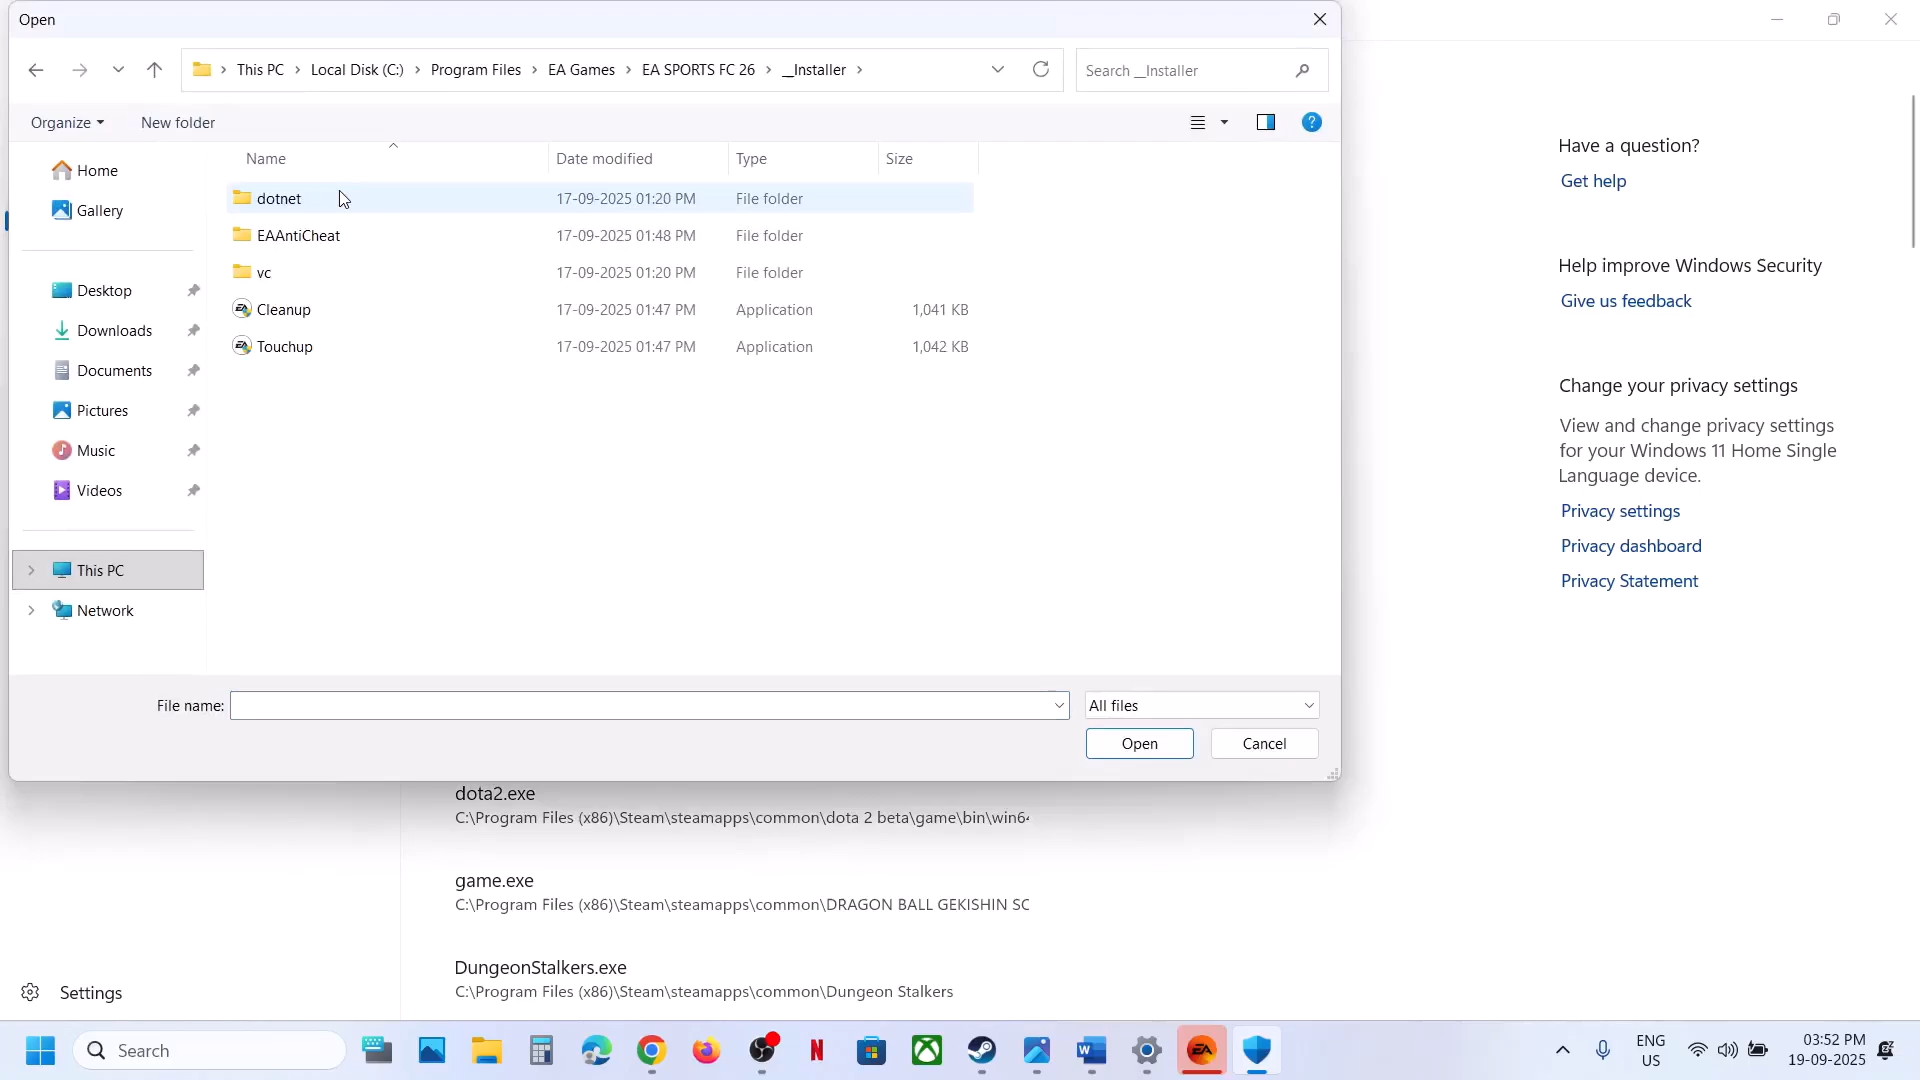 Open
This PC > Local Disk (C:) > Program Files > EA Games > EA SPORTS FC 26 > __Installer >
Search __Installer
Organize
New folder
Name
Date modified
Type
Size
Home
Gallery
Desktop
Downloads
Documents
Pictures
Music
Videos
This PC
Network
dotnet 17-09-2025 01:20 PM File folder
EAAntiCheat 17-09-2025 01:48 PM File folder
vc 17-09-2025 01:20 PM File folder
Cleanup 17-09-2025 01:47 PM Application 1,041 KB
Touchup 17-09-2025 01:47 PM Application 1,042 KB
File name:
All files
Open
Cancel
Have a question?
Get help
Help improve Windows Security
Give us feedback
Change your privacy settings
View and change privacy settings
for your Windows 11 Home Single
Language device.
Privacy settings
Privacy dashboard
Privacy Statement
dota2.exe
C:\Program Files (x86)\Steam\steamapps\common\dota 2 beta\game\bin\win64
game.exe
C:\Program Files (x86)\Steam\steamapps\common\DRAGON BALL GEKISHIN SC
DungeonStalkers.exe
C:\Program Files (x86)\Steam\steamapps\common\Dungeon Stalkers
Settings
Search
ENG
US
03:52 PM
19-09-2025